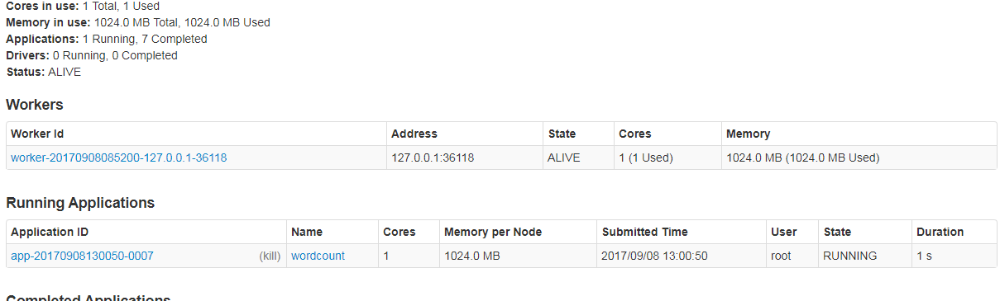 Cores in use: 1 Total, 1 Used
Memory in use: 1024.0 MB Total, 1024.0 MB Used
Applications: 1 Running, 7 Completed
Drivers: 0 Running, 0 Completed
Status: ALIVE
Workers
Worker Id Address State Cores Memory
worker-20170908085200-127.0.0.1-36118 127.0.0.1:36118 ALIVE 1 (1 Used) 1024.0 MB (1024.0 MB Used)
Running Applications
Application ID Name Cores Memory per Node Submitted Time User State Duration
app-20170908130050-0007 (kill) wordcount 1 1024.0 MB 2017/09/08 13:00:50 root RUNNING 1 s
Completed Applications